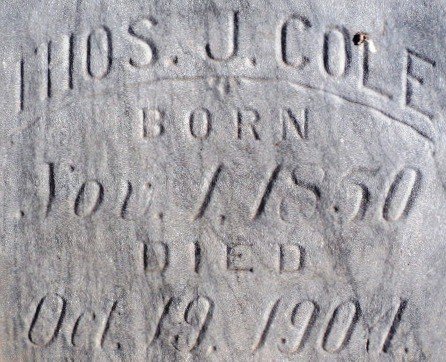 THOS. J. COLE
BORN
Nov. 1, 1850
DIED
Oct. 19, 1904.